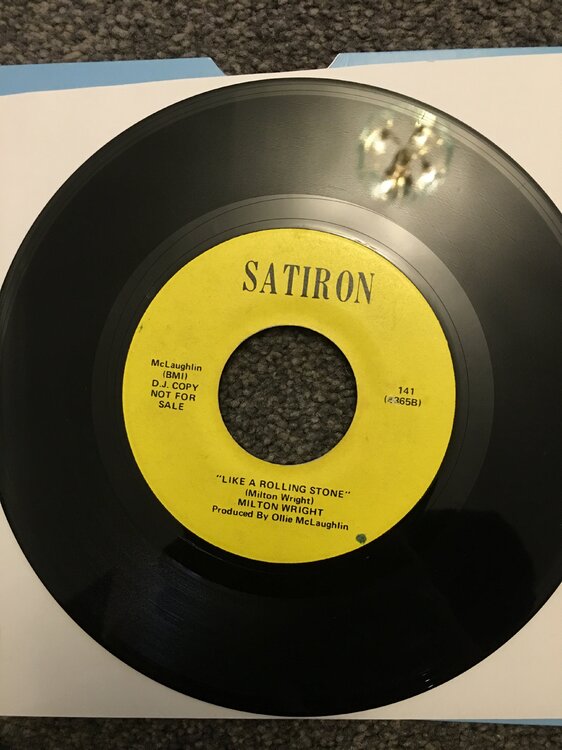 SATIRON
McLaughlin
(BMI)
D.J. COPY
NOT FOR
SALE
141
365B)
"LIKE A ROLLING STONE"
(Milton Wright)
MILTON WRIGHT
Produced By Ollie McLaughlin